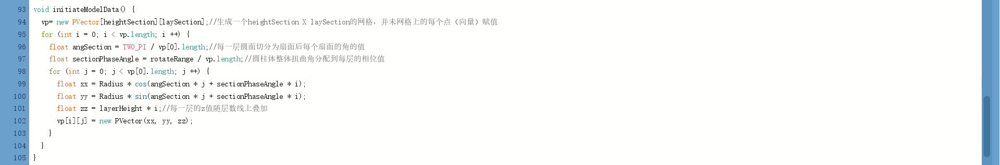 93 void initiateModelData() {
94 vp= new PVector[heightSection][laySection];//生成一个heightSection X laySection的网格，并未网格上的每个点（向量）赋值
95 for (int i = 0; i < vp.length; i ++) {
96 float angSection = TWO_PI / vp[0].length;//每一层圆面切分为扇面后每个扇面的角的值
97 float sectionPhaseAngle = rotateRange / vp.length;//圆柱体整体扭曲角分配到每层的相位值
98 for (int j = 0; j < vp[0].length; j ++) {
99 float xx = Radius * cos(angSection * j + sectionPhaseAngle * i);
100 float yy = Radius * sin(angSection * j + sectionPhaseAngle * i);
101 float zz = layerHeight * i;//每一层的z值随层数线上叠加
102 vp[i][j] = new PVector(xx, yy, zz);
103 }
104 }
105 }